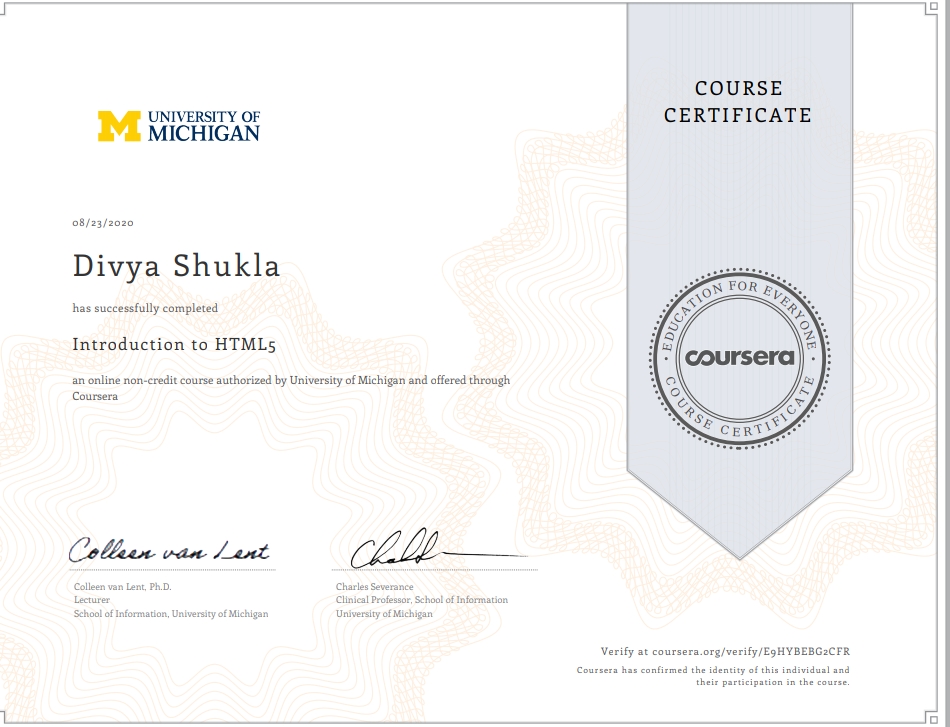 UNIVERSITY OF
MICHIGAN
COURSE
CERTIFICATE
08/23/2020
Divya Shukla
has successfully completed
Introduction to HTML5
an online non-credit course authorized by University of Michigan and offered through
Coursera
EDUCATION FOR EVERYONE
coursera
COURSE CERTIFICATE
Colleen van Lent
Colleen van Lent, Ph.D.
Lecturer
School of Information, University of Michigan
Charles Severance
Clinical Professor, School of Information
University of Michigan
Verify at coursera.org/verify/E9HYBEBG2CFR
Coursera has confirmed the identity of this individual and
their participation in the course.